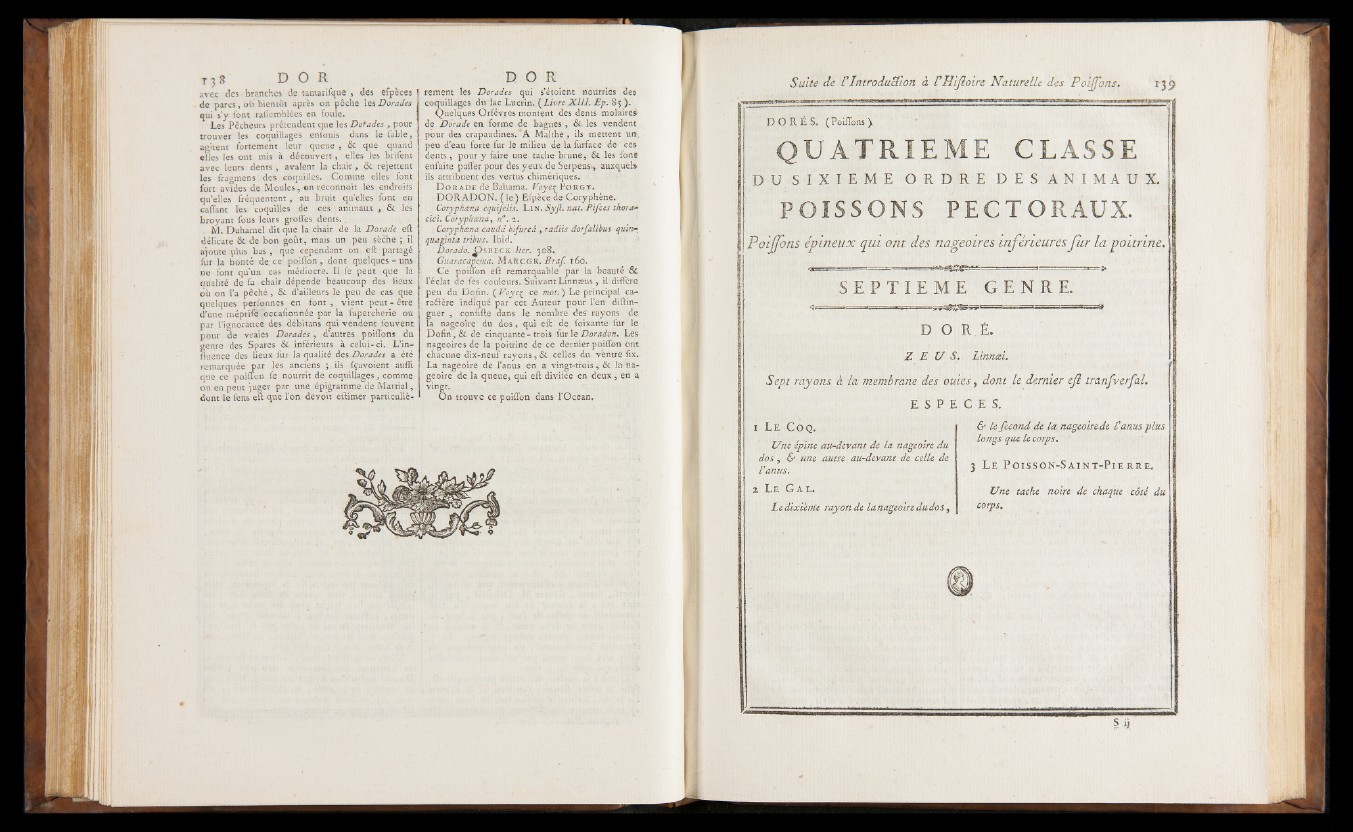 138 DOR DOR
avec des branches de tamarisque , des espèces
de parcs, où bientôt après on pêche les Dorades
qui s'y sont rassemblées en foule.
Les Pêcheurs prétendent que les Dorades , pour
trouver les coquillages enfouis dans le sable,
agitent fortement leur queue , & que quand
elles les ont mis à découvert, elles les brisent
avec leurs dents , avalent la chair , & rejettent
les fragmens des coquilles. Comme elles sont
fort avides de Moules, on reconnoît les endroits
qu'elles fréquentent , au bruit qu'elles font en
cassant les coquilles de ces animaux , & les
broyant sous leurs grosses dents.
M. Duhamel dit que la chair de la Dorade est
délicate & de bon goût, mais un peu sèche ; il
ajoute plus bas , que cependant on est partagé
sur la bonté de ce poisson, dont quelques-uns
ne font qu'un cas médiocre. Il se peut que la
qualité de sa chair dépende beaucoup des lieux
où on l'a pêché , & d'ailleurs le peu de cas que
quelques personnes en font , vient peut-être
d'une méprise occasionnée par la supercherie ou
par l'ignorance des débitans qui vendent souvent
pour de vraies Dorades , d'autres poissons du
genre des Spares & inférieurs à celui-ci. L'in-
fluence des lieux sur la qualité des Dorades a été
remarquée par les anciens ; ils sçavoient aussi
que ce poisson se nourrit de coquillages, comme
on en peut juger par une épigramme de Martial,
dont le sens est que l'on devoit estimer particuliè-
rement les Dorades qui s'étoient nourries des
coquillages du lac Lucrin. (Livre XIII. Ep. 85).
Quelques Orfévres montent des dents molaires
de Dorade en forme de bagues , & les vendent
pour des crapaudines. A Malthe , ils mettent un
peu d'eau forte sur le milieu de la surface de ces
dents , pour y faire une tache brune, & les font
ensuite passer pour des yeux de Serpens, auxquels
ils attribuent des vertus chimériques.
DORADE de Bahama. Voyez PORGY.
DORADON. (le) Espèce de Coryphène.
Coryphæna equiselis. LIN. Syst. nat. Pisces thora-
cici. Coryphæna, n°. 2.
Coryphæna caudâ bifurcâ, radiis dorsalibus quin-
quaginta tribus. Ibid.
Dorado. OSBECK Iter. 308.
Guaracapema. MARCGR. Bras. 160.
Ce poisson est remarquable par la beauté &
l'éclat de ses couleurs. Suivant Linnæus , il diffère
peu du Dofin. (Voyez ce mot.) Le principal ca-
ractère indiqué par cet Auteur pour l'en distin-
guer , consiste dans le nombre des rayons de
la nageoire du dos, qui est de soixante sur le
Dofin, & de cinquante-trois sur le Doradon. Les
nageoires de la poitrine de ce dernier poisson ont
chacune dix-neuf rayons, & celles du ventre six.
La nageoire de l'anus en a vingt-trois, & la na-
geoire de la queue, qui est divisée en deux, en a
vingt.
On trouve ce poisson dans l'Océan.
Suite de l'Introduction à l'Histoire Naturelle des Poissons. 139
DORÉS. (Poissons)
QUATRIEME CLASSE
DU SIXIEME ORDRE DES ANIMAUX.
POISSONS PECTORAUX.
Poissons épineux qui ont des nageoires inférieures sur la poitrine.
SEPTIEME GENRE.
DORÉ.
ZEUS. Linnæi.
Sept rayons à la membrane des ouies, dont le dernier est transversal.
ESPECES.
1 LE COQ.
Une épine au-devant de la nageoire du
dos, & une autre au-devant de celle de
l'anus.
2 LE GAL.
Le dixième rayon de la nageoire du dos,
& le second de la nageoire de l'anus plus
longs que le corps.
3 LE POISSON-SAINT-PIERRE.
Une tache noire de chaque côté du
corps.
S ij